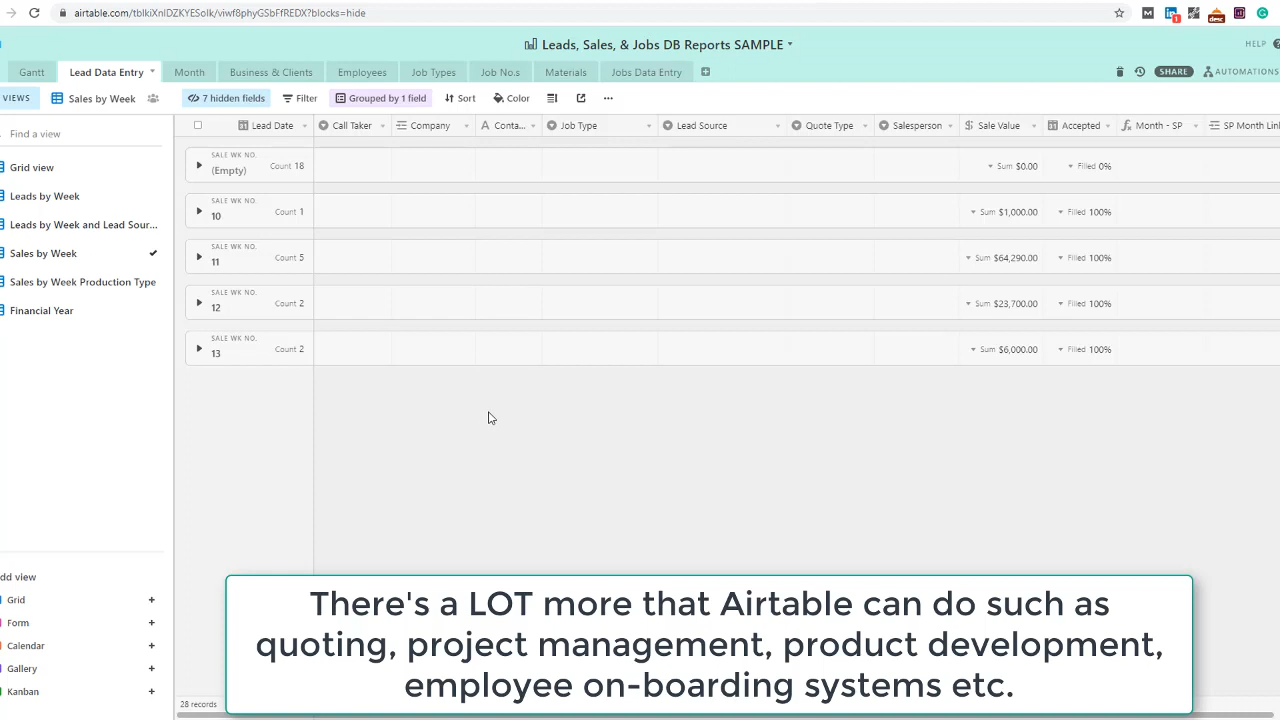 airtable.com/tblkiXnIDZKYESolk/viwf8phyGSbFfREDX?blocks=hide
desc
1
Leads, Sales, & Jobs DB Reports SAMPLE
HELP
Gantt
Lead Data Entry
Month
Business & Clients
Employees
Job Types
Job No.s
Materials
Jobs Data Entry
SHARE
AUTOMATIONS
VIEWS
Sales by Week
7 hidden fields
Filter
Grouped by 1 field
Sort
Color
Find a view
Lead Date
Call Taker
Company
Conta...
Job Type
Lead Source
Quote Type
Salesperson
Sale Value
Accepted
Month - SP
SP Month Lin
Grid view
Leads by Week
Leads by Week and Lead Sour...
Sales by Week
Sales by Week Production Type
Financial Year
SALE WK NO.
(Empty) Count 18 Sum $0.00 Filled 0%
SALE WK NO.
10 Count 1 Sum $1,000.00 Filled 100%
SALE WK NO.
11 Count 5 Sum $64,290.00 Filled 100%
SALE WK NO.
12 Count 2 Sum $23,700.00 Filled 100%
SALE WK NO.
13 Count 2 Sum $6,000.00 Filled 100%
dd view
Grid
Form
Calendar
Gallery
Kanban
28 records
There's a LOT more that Airtable can do such as
quoting, project management, product development,
employee on-boarding systems etc.